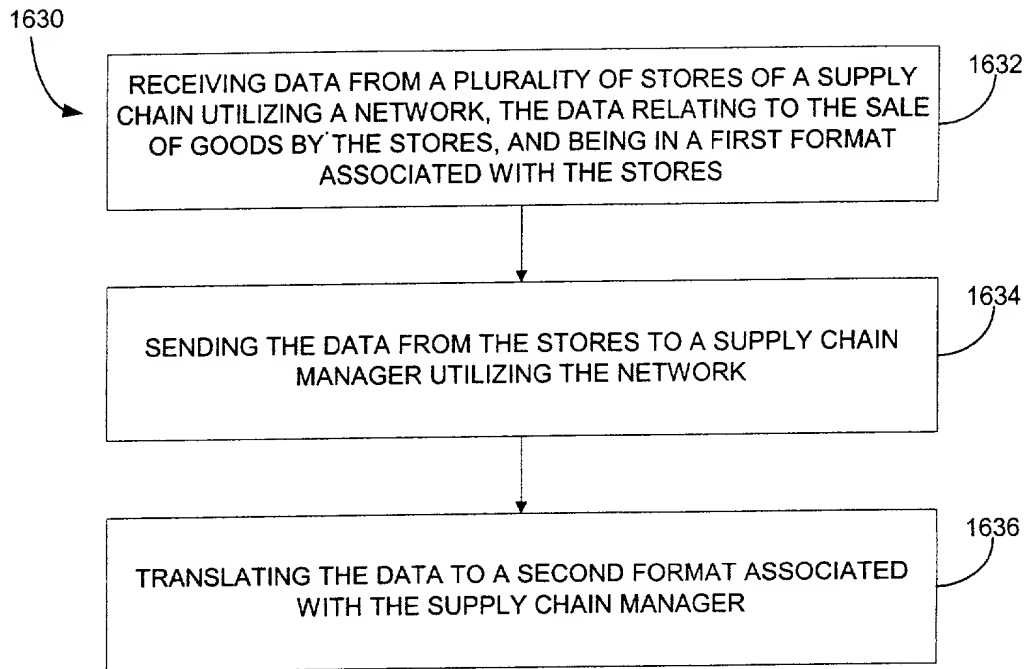 1630
RECEIVING DATA FROM A PLURALITY OF STORES OF A SUPPLY
CHAIN UTILIZING A NETWORK, THE DATA RELATING TO THE SALE
OF GOODS BY THE STORES, AND BEING IN A FIRST FORMAT
ASSOCIATED WITH THE STORES
1632
SENDING THE DATA FROM THE STORES TO A SUPPLY CHAIN
MANAGER UTILIZING THE NETWORK
1634
TRANSLATING THE DATA TO A SECOND FORMAT ASSOCIATED
WITH THE SUPPLY CHAIN MANAGER
1636